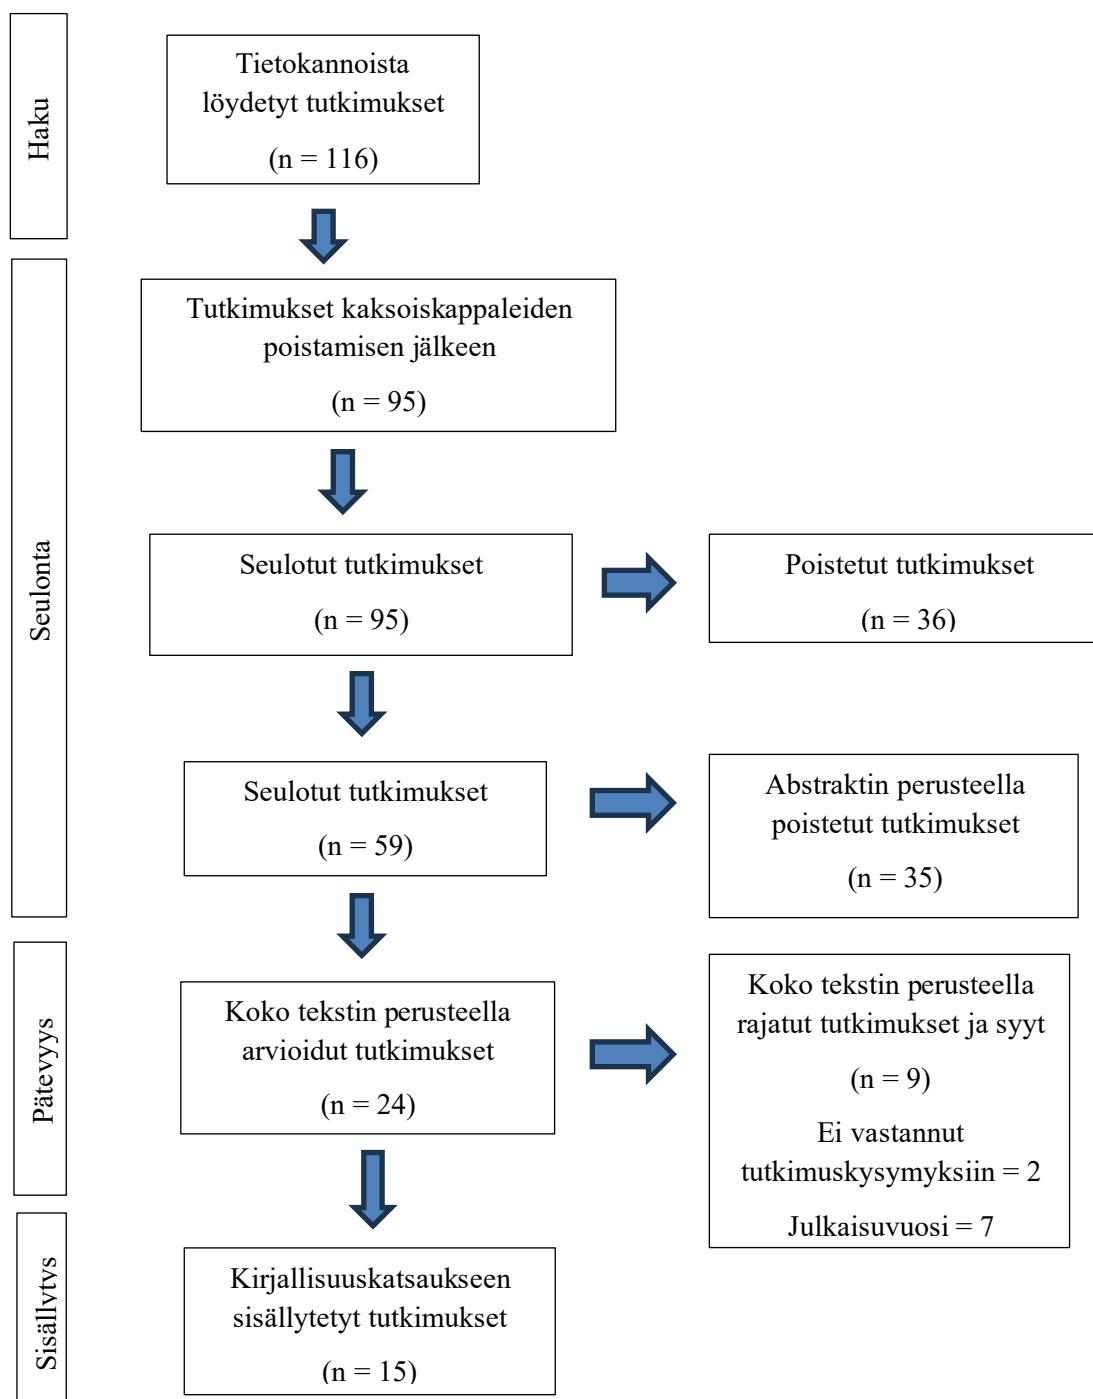 Haku
Tietokannoista
löydetyt tutkimukset
(n = 116)
Seulonta
Tutkimukset kaksoiskappaleiden
poistamisen jälkeen
(n = 95)
Seulotut tutkimukset
(n = 95)
Poistetut tutkimukset
(n = 36)
Seulotut tutkimukset
(n = 59)
Abstraktin perusteella
poistetut tutkimukset
(n = 35)
Pätevyys
Koko tekstin perusteella
arvioidut tutkimukset
(n = 24)
Koko tekstin perusteella
rajatut tutkimukset ja syyt
(n = 9)
Ei vastannut
tutkimuskysymyksiin = 2
Julkaisuvuosi = 7
Sisällytys
Kirjallisuuskatsaukseen
sisällytetyt tutkimukset
(n = 15)